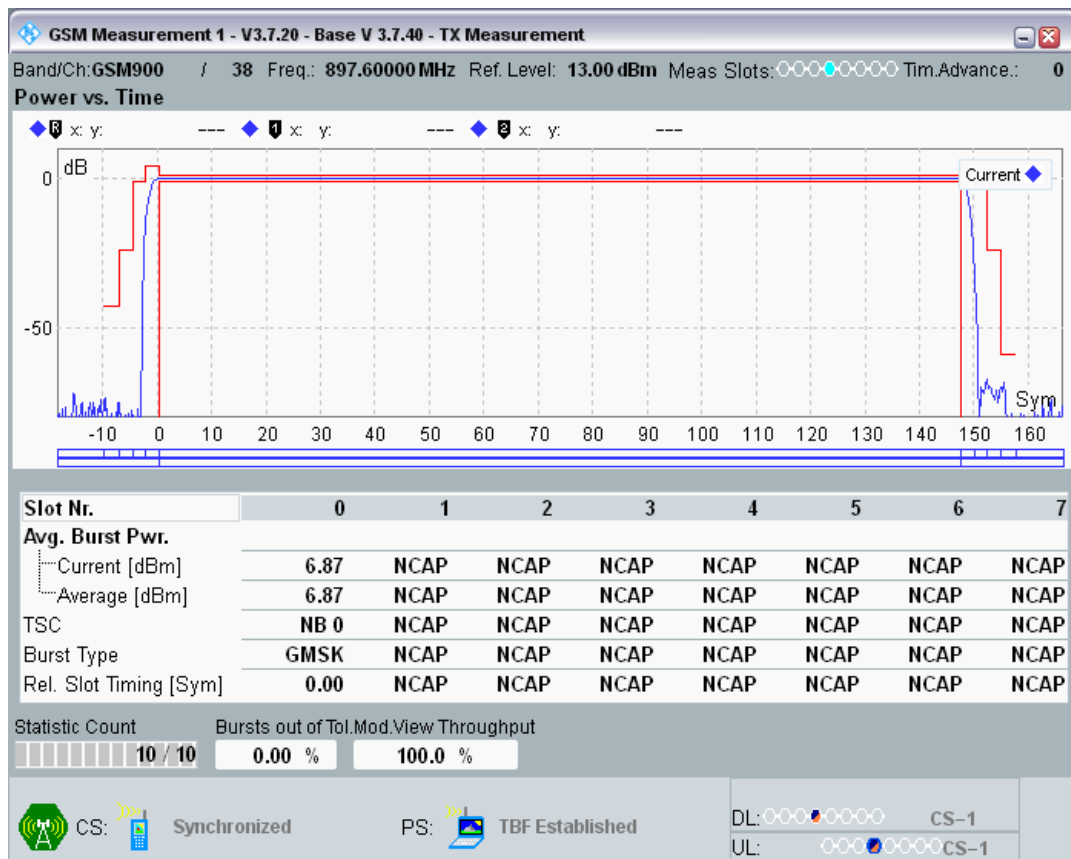 GSM Measurement 1 - V3.7.20 - Base V 3.7.40 - TX Measurement
Band/Ch:GSM900 / 38 Freq.: 897.60000 MHz Ref. Level: 13.00 dBm Meas Slots: Tim.Advance.: 0
Power vs. Time
R x: y: --- 1 x: y: --- 2 x: y: ---
dB
Current
0
-50
Sym
-10 0 10 20 30 40 50 60 70 80 90 100 110 120 130 140 150 160
Slot Nr. 0 1 2 3 4 5 6 7
Avg. Burst Pwr.
Current [dBm] 6.87 NCAP NCAP NCAP NCAP NCAP NCAP NCAP
Average [dBm] 6.87 NCAP NCAP NCAP NCAP NCAP NCAP NCAP
TSC NB 0 NCAP NCAP NCAP NCAP NCAP NCAP NCAP
Burst Type GMSK NCAP NCAP NCAP NCAP NCAP NCAP NCAP
Rel. Slot Timing [Sym] 0.00 NCAP NCAP NCAP NCAP NCAP NCAP NCAP
Statistic Count Bursts out of Tol.Mod.View Throughput
10 / 10 0.00 % 100.0 %
CS: Synchronized PS: TBF Established DL: CS-1
UL: CS-1